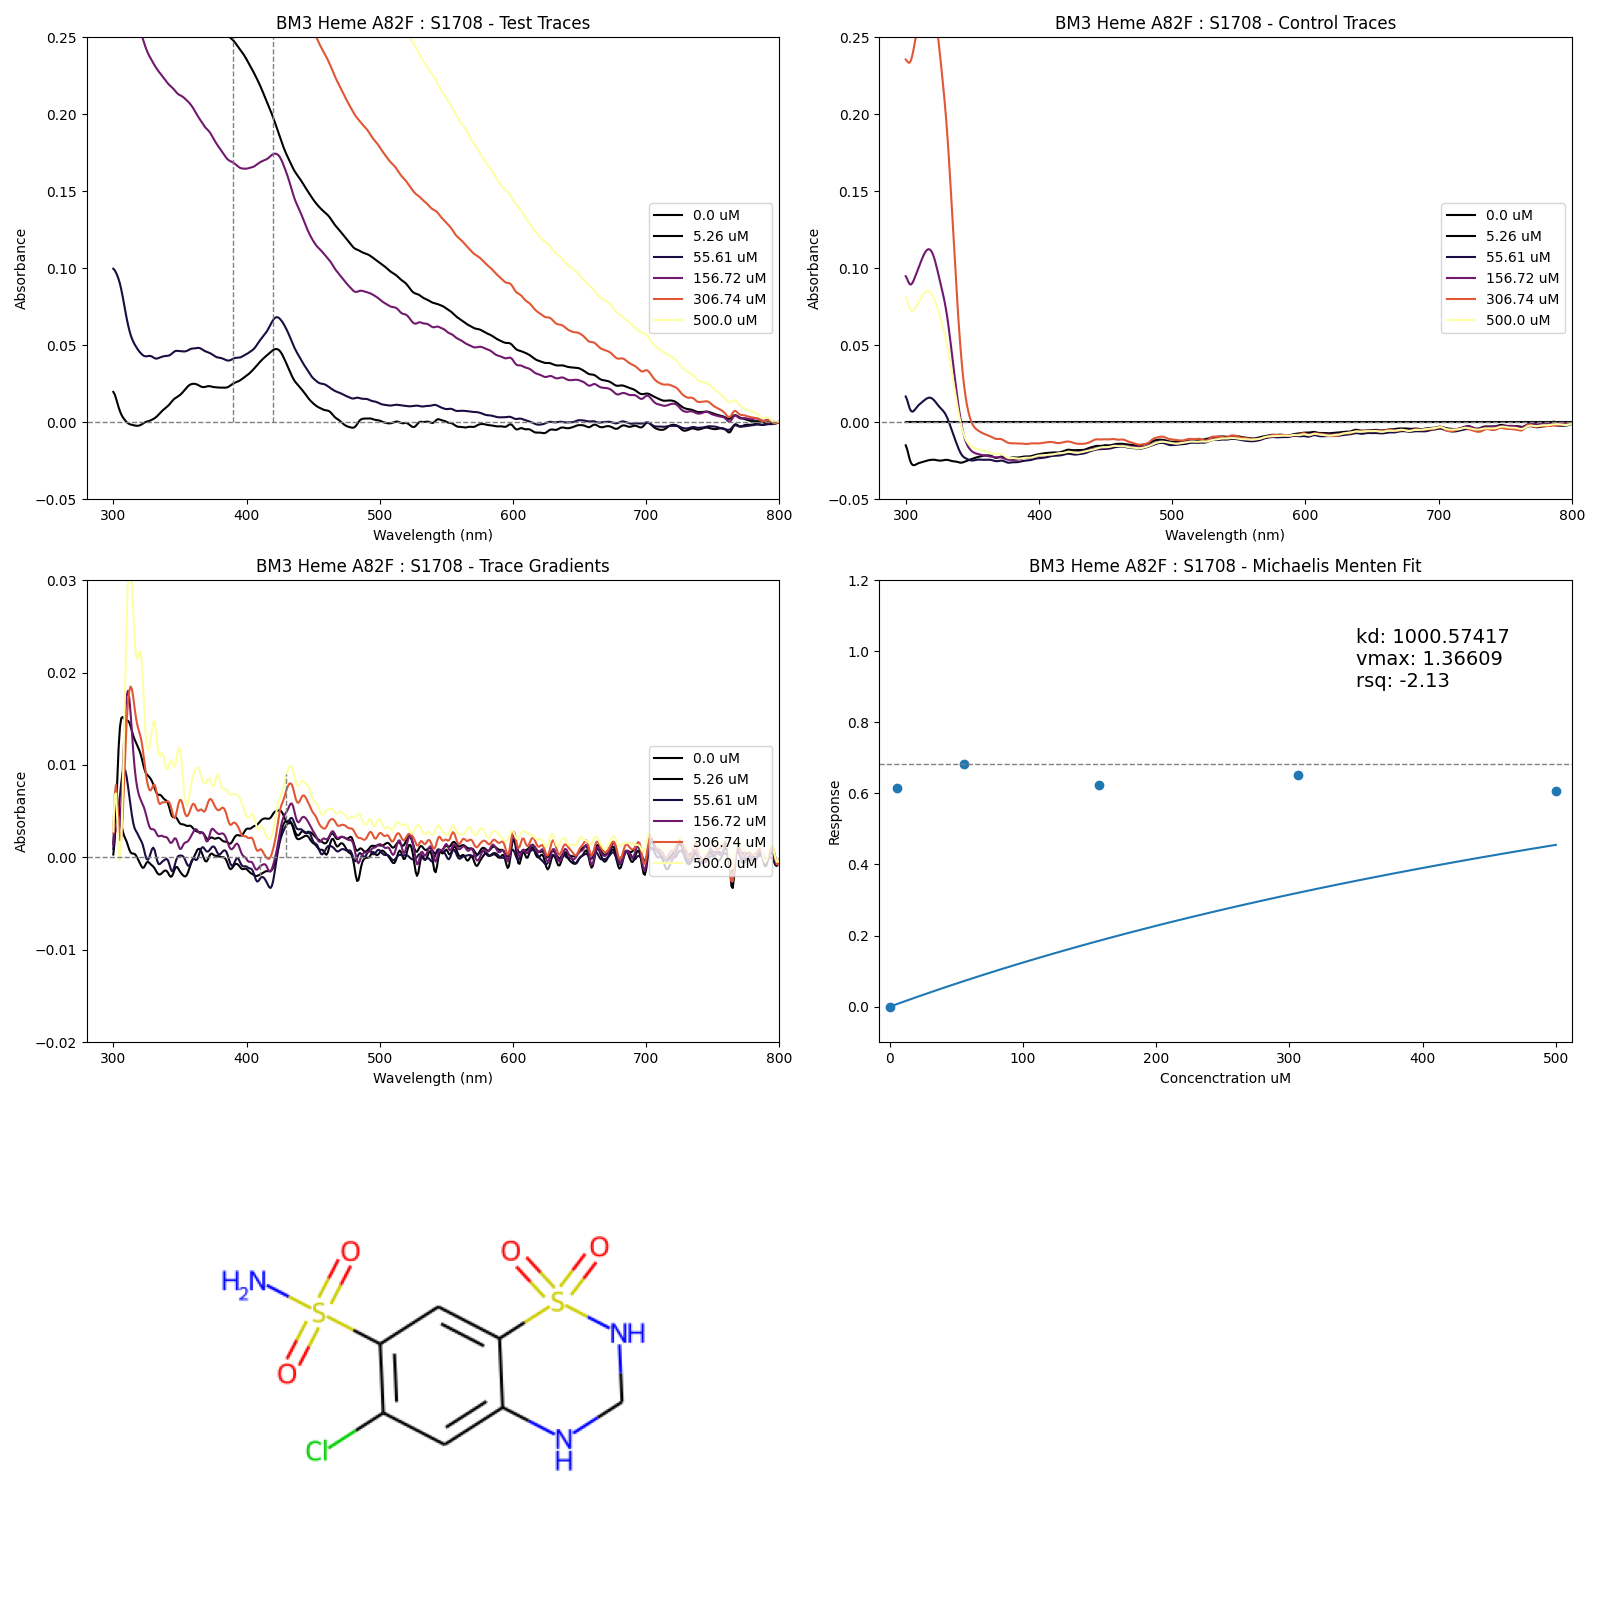 BM3 Heme A82F : S1708 - Test Traces
0.25
0.20
0.15
0.10
0.05
0.00
−0.05
Absorbance
300 400 500 600 700 800
Wavelength (nm)
0.0 uM
5.26 uM
55.61 uM
156.72 uM
306.74 uM
500.0 uM
BM3 Heme A82F : S1708 - Control Traces
0.25
0.20
0.15
0.10
0.05
0.00
−0.05
Absorbance
300 400 500 600 700 800
Wavelength (nm)
0.0 uM
5.26 uM
55.61 uM
156.72 uM
306.74 uM
500.0 uM
BM3 Heme A82F : S1708 - Trace Gradients
0.03
0.02
0.01
0.00
−0.01
−0.02
Absorbance
300 400 500 600 700 800
Wavelength (nm)
0.0 uM
5.26 uM
55.61 uM
156.72 uM
306.74 uM
500.0 uM
BM3 Heme A82F : S1708 - Michaelis Menten Fit
1.2
1.0
0.8
0.6
0.4
0.2
0.0
Response
0 100 200 300 400 500
Concenctration uM
kd: 1000.57417
vmax: 1.36609
rsq: -2.13
O O O
H2N S S
O NH
Cl N
H